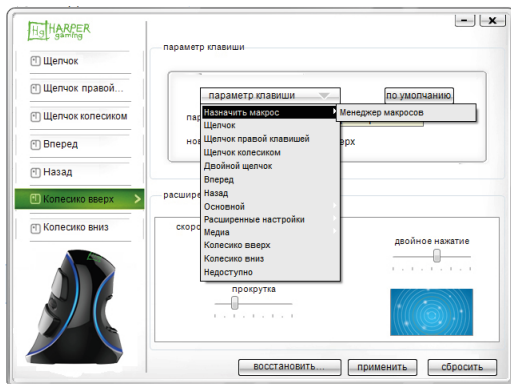 Hg HARPER
gaming
Щелчок
Щелчок правой...
Щелчок колесиком
Вперед
Назад
Колесико вверх
Колесико вниз
параметр клавиши
параметр клавиши
по умолчанию
Назначить макрос
Менеджер макросов
Щелчок
Щелчок правой клавишей
Щелчок колесиком
Двойной щелчок
Вперед
Назад
Основной
Расширенные настройки
Медиа
Колесико вверх
Колесико вниз
Недоступно
двойное нажатие
прокрутка
восстановить...
применить
сбросить